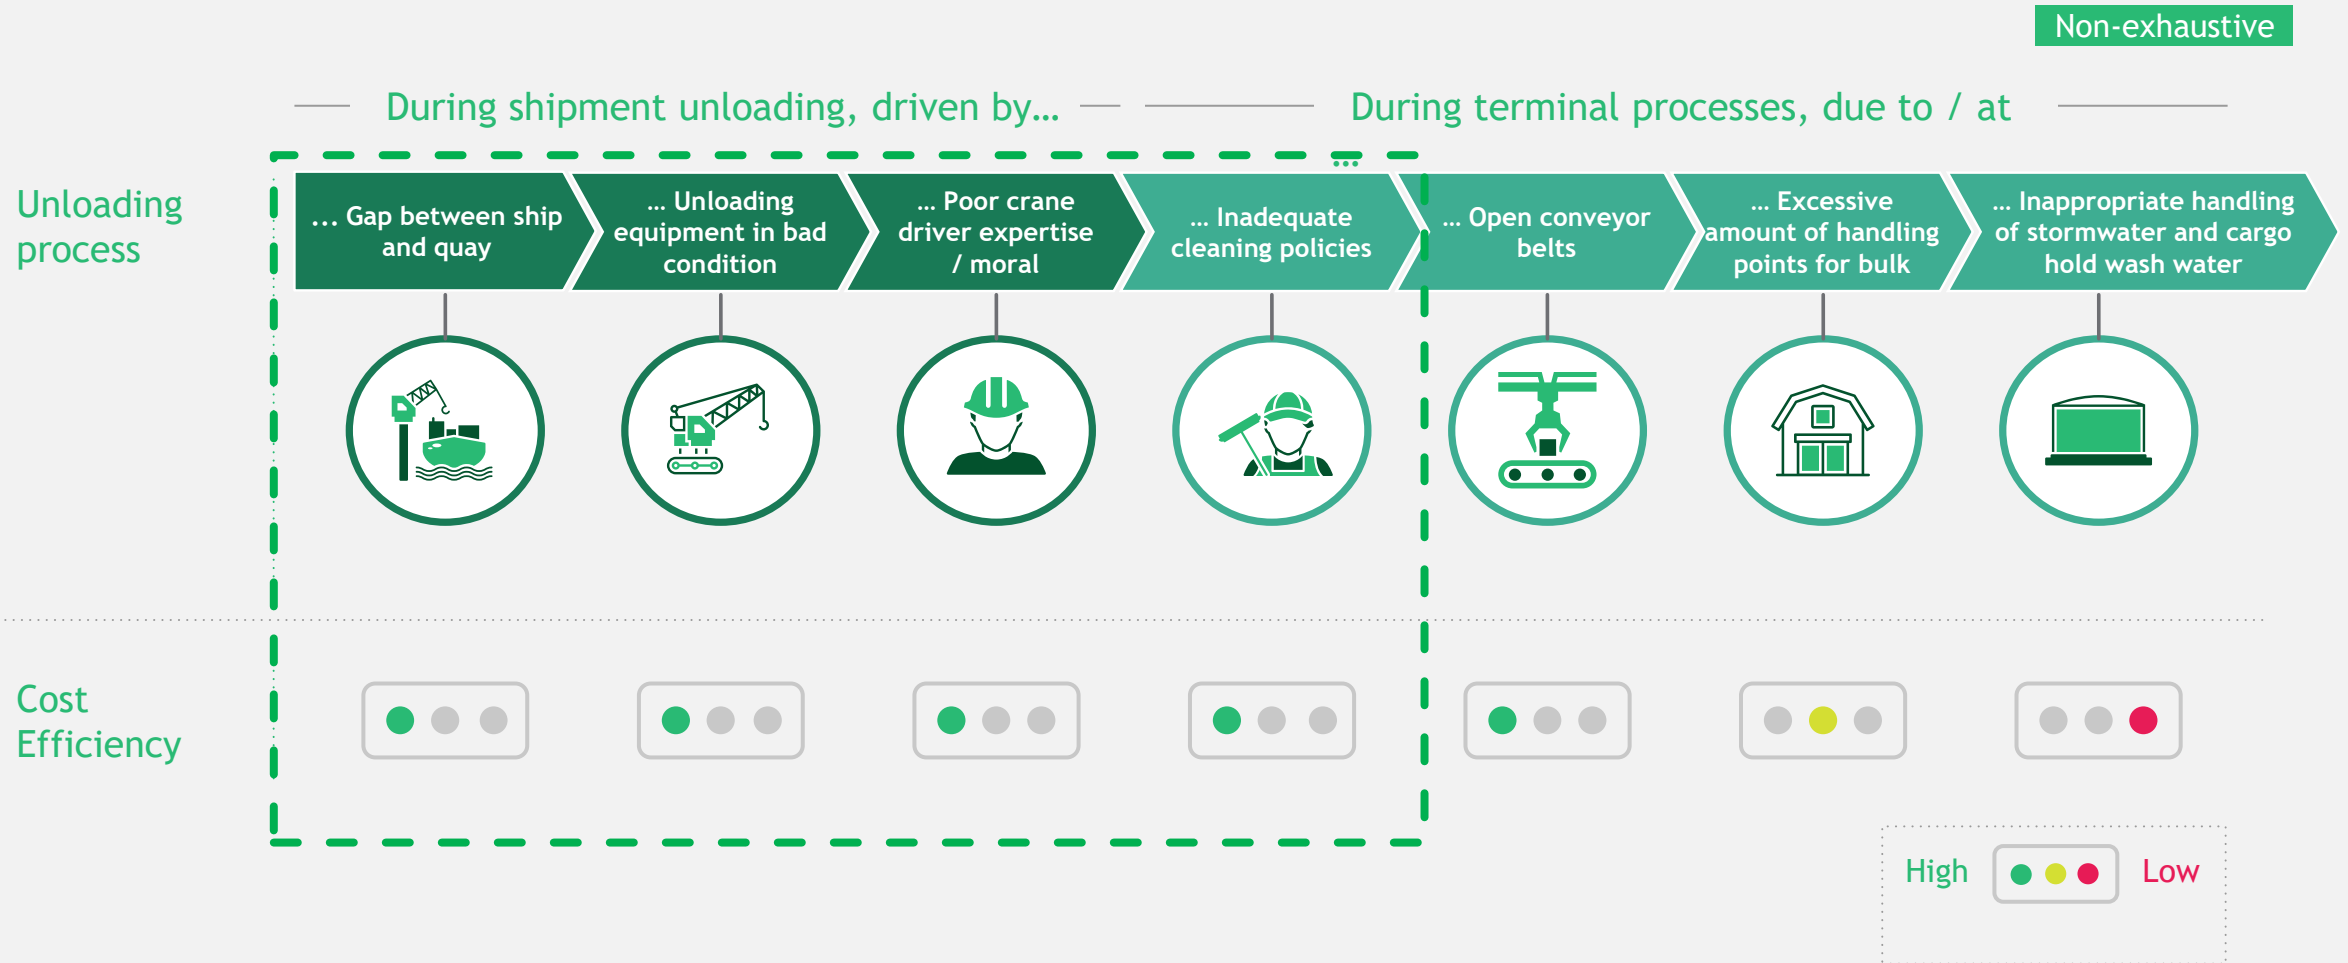 Non-exhaustive
During shipment unloading, driven by...
During terminal processes, due to / at
...
Unloading
process
... Gap between ship
and quay
... Unloading
equipment in bad
condition
... Poor crane
driver expertise
/ moral
... Inadequate
cleaning policies
... Open conveyor
belts
... Excessive
amount of handling
points for bulk
... Inappropriate handling
of stormwater and cargo
hold wash water
Cost
Efficiency
High
Low